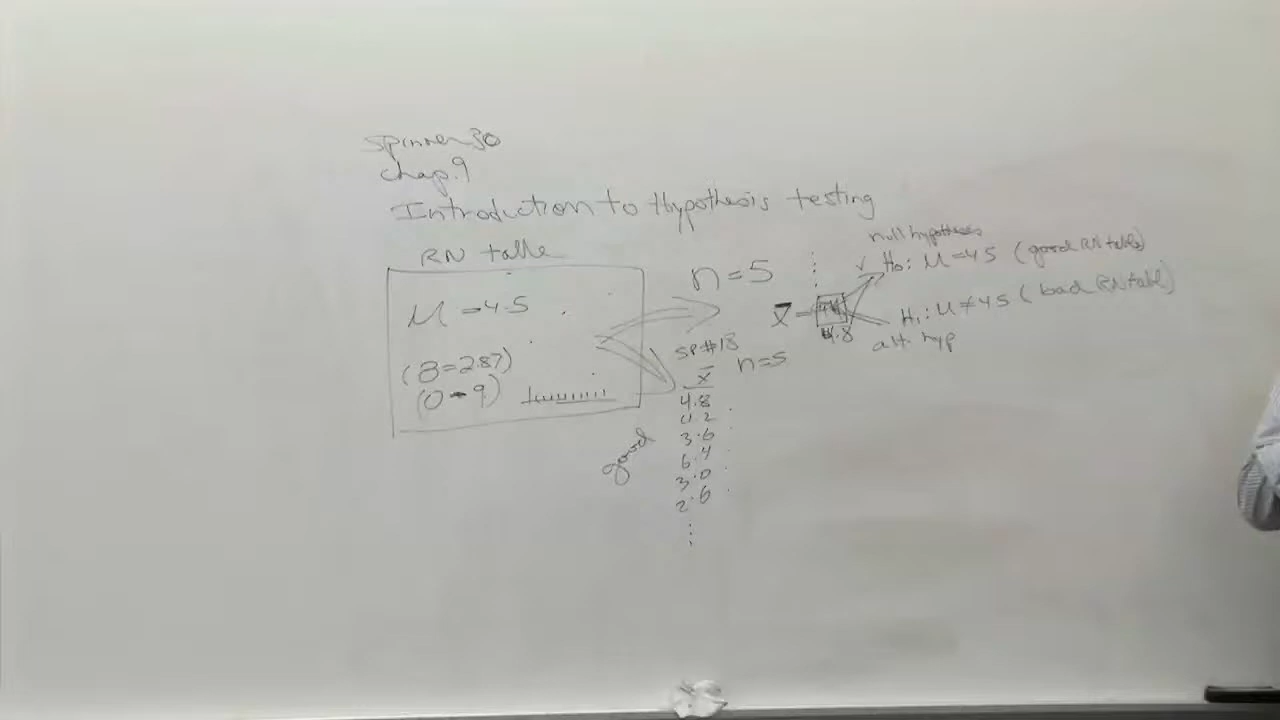 spinner 30
chap. 9
Introduction to Hypothesis testing
RN table
M = 4.5
(8 = 2.87)
(0 - 9)
good
n = 5
SP#18
n = 5
x̄
4.8
4.2
3.6
6.4
3.0
2.6
⋮
⋮
x̄ =
4.8
null hypothesis
✓ H₀: M = 4.5 (good RN table)
H₁: M ≠ 4.5 (bad RN table)
alt. hyp